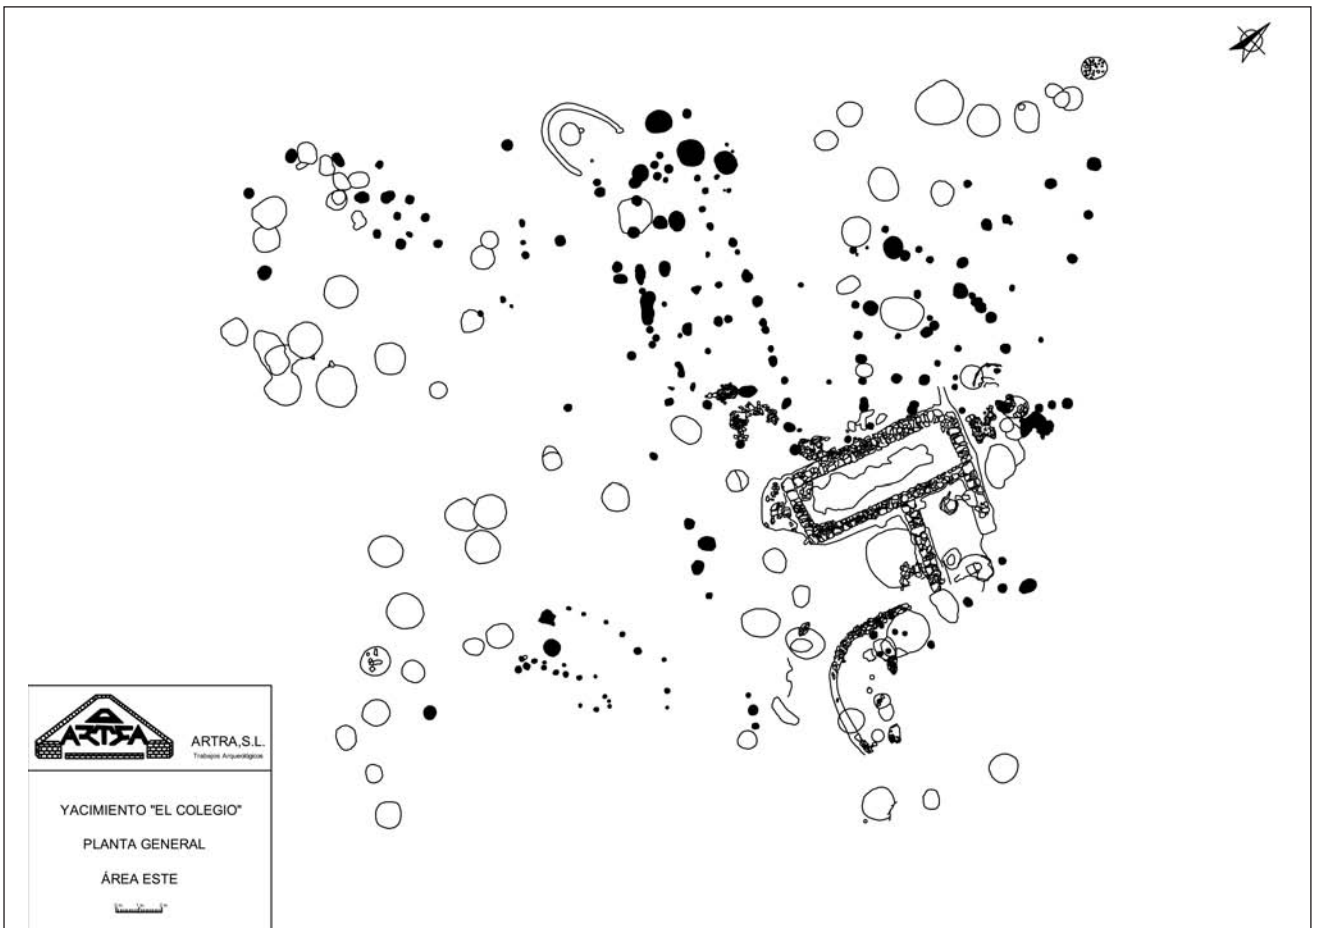 ARTRA
ARTRA,S.L.
Trabajos Arqueológicos
YACIMIENTO "EL COLEGIO"
PLANTA GENERAL
ÁREA ESTE